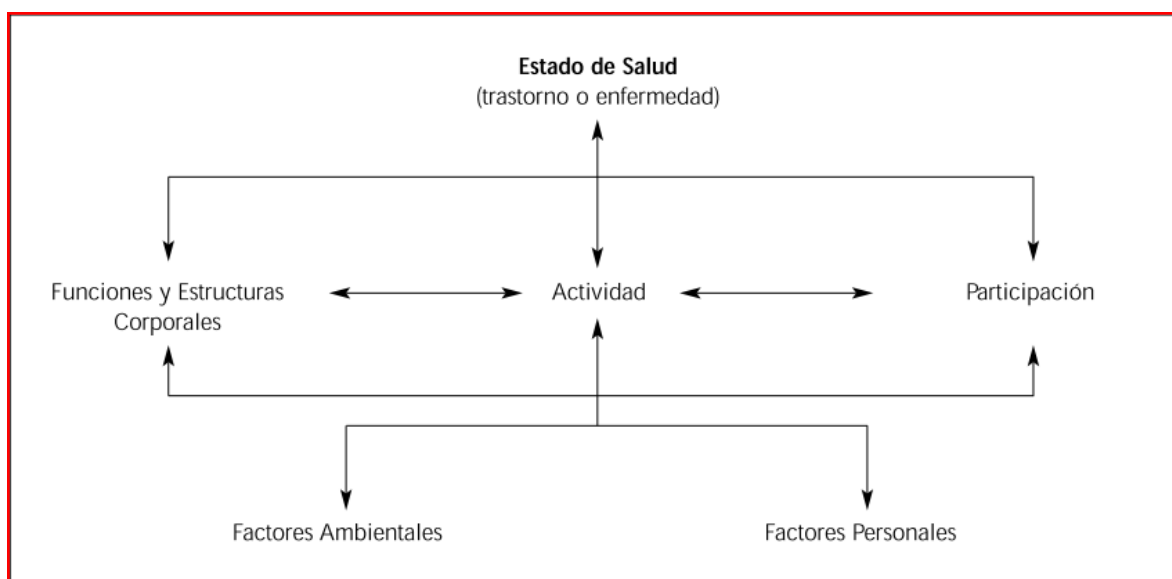 Estado de Salud
(trastorno o enfermedad)
Funciones y Estructuras
Corporales
Actividad
Participación
Factores Ambientales
Factores Personales